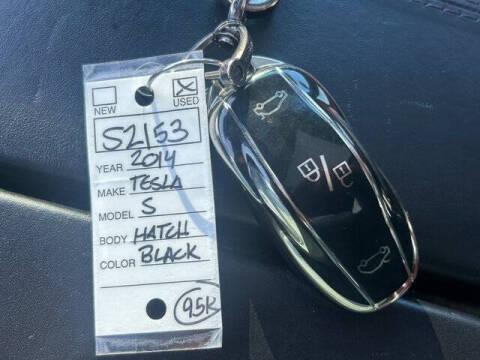 NEW
USED
S2153
YEAR 2014
MAKE TESLA
MODEL S
BODY HATCH
COLOR BLACK
95K